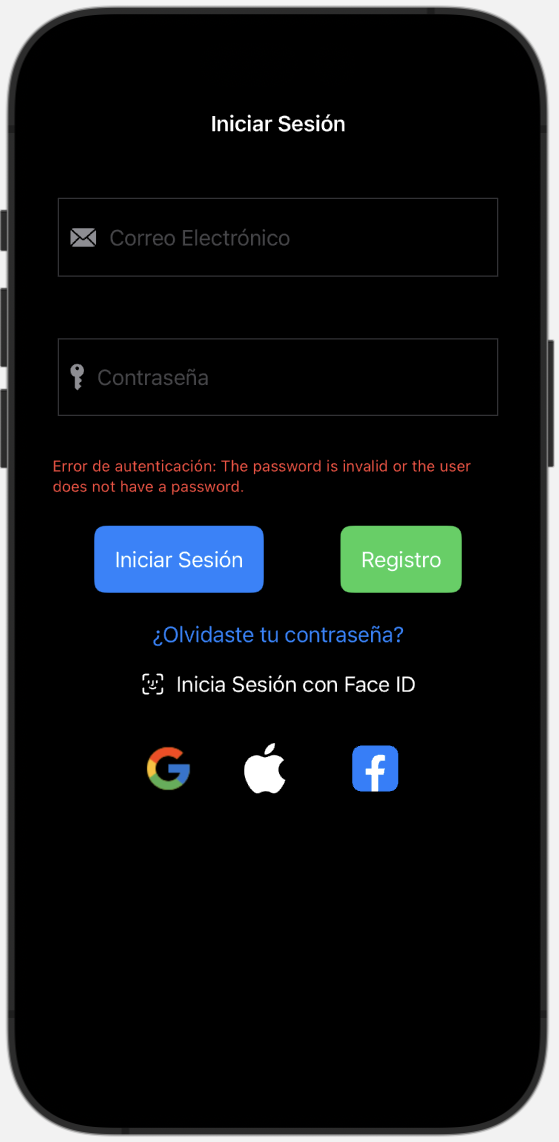 Iniciar Sesión
Correo Electrónico
Contraseña
Error de autenticación: The password is invalid or the user
does not have a password.
Iniciar Sesión
Registro
¿Olvidaste tu contraseña?
Inicia Sesión con Face ID